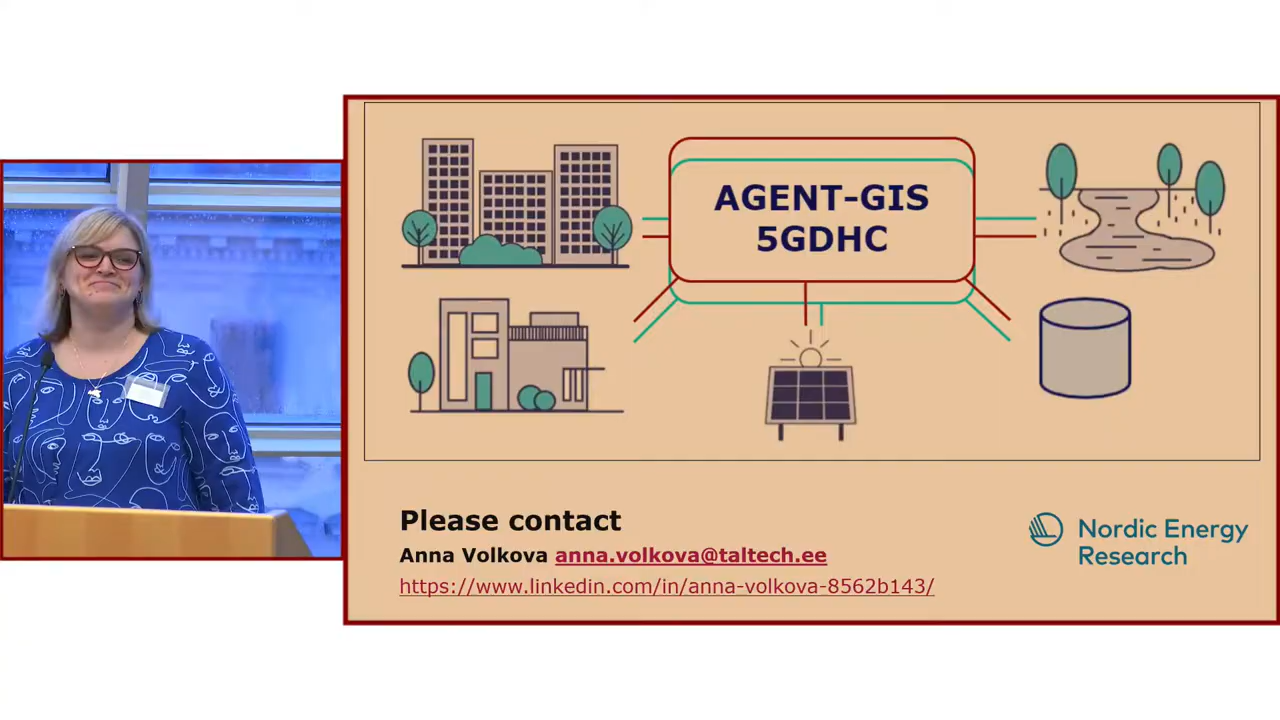 AGENT-GIS
5GDHC
Please contact
Anna Volkova anna.volkova@taltech.ee
https://www.linkedin.com/in/anna-volkova-8562b143/
Nordic Energy
Research